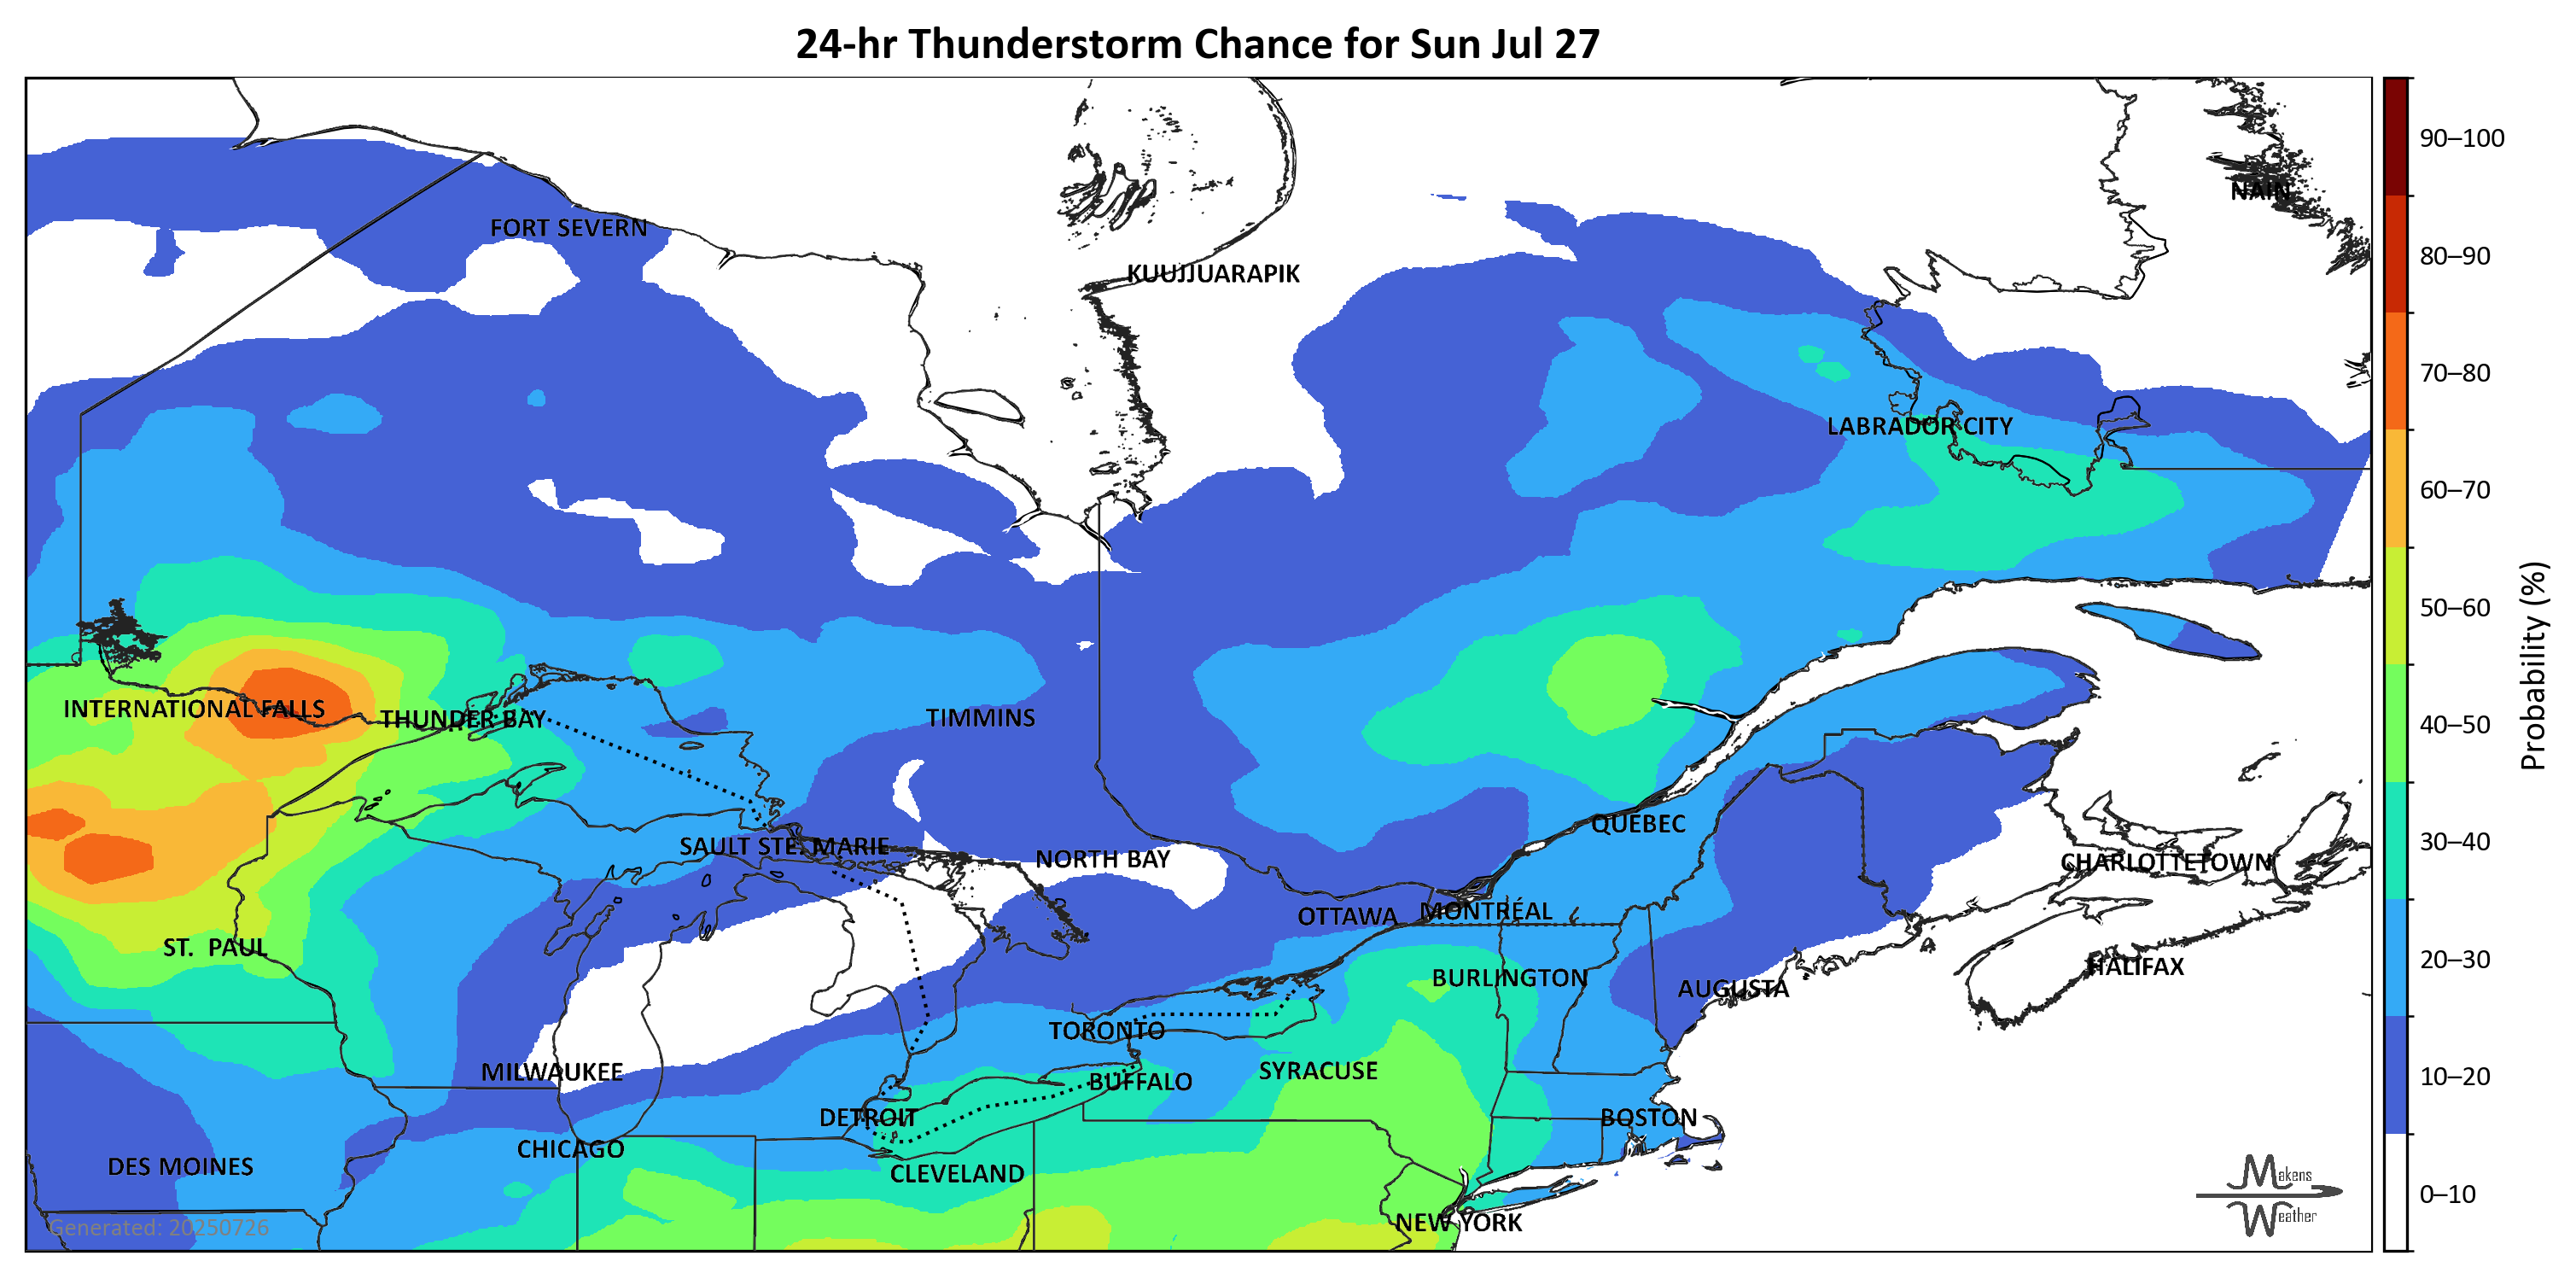 24-hr Thunderstorm Chance for Sun Jul 27
90–100
NAIN
FORT SEVERN
80–90
KUUJJUARAPIK
70–80
LABRADOR CITY
60–70
50–60
Probability (%)
INTERNATIONAL FALLS
THUNDER BAY
TIMMINS
40–50
QUEBEC
SAULT STE. MARIE
NORTH BAY
CHARLOTTETOWN
30–40
OTTAWA
MONTRÉAL
ST. PAUL
BURLINGTON
HALIFAX
20–30
AUGUSTA
TORONTO
MILWAUKEE
SYRACUSE
BUFFALO
10–20
DETROIT
BOSTON
CHICAGO
DES MOINES
CLEVELAND
Makens
Weather
0–10
NEW YORK
Generated: 20250726